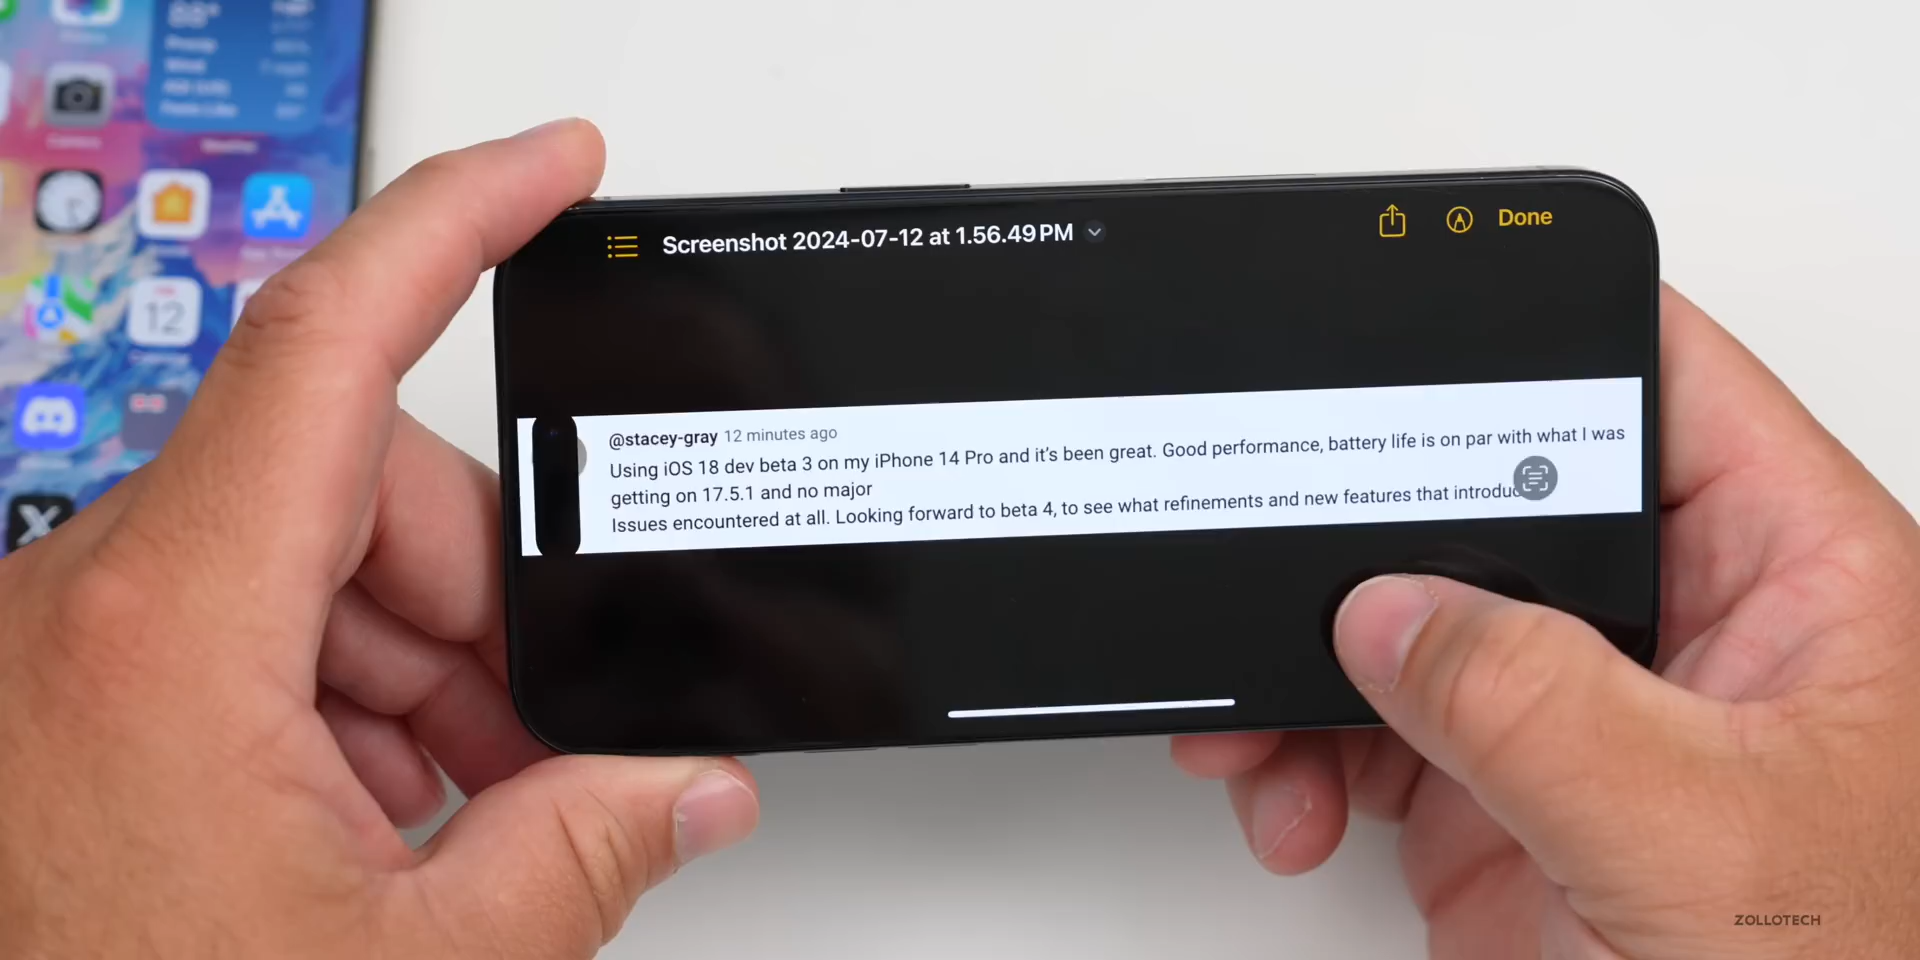 Screenshot 2024-07-12 at 1.56.49 PM
Done
@stacey-gray 12 minutes ago
Using iOS 18 dev beta 3 on my iPhone 14 Pro and it's been great. Good performance, battery life is on par with what I was
getting on 17.5.1 and no major
Issues encountered at all. Looking forward to beta 4, to see what refinements and new features that introduc
12
ZOLLOTECH